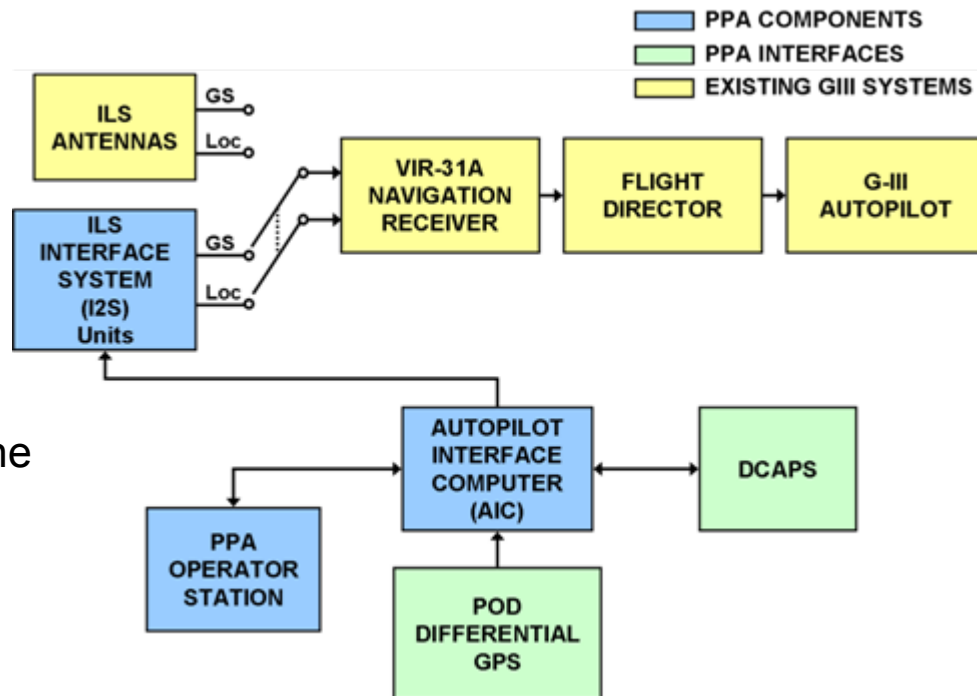 PPA COMPONENTS
PPA INTERFACES
EXISTING GIII SYSTEMS
ILS
ANTENNAS
GS
Loc
ILS
INTERFACE
SYSTEM
(I2S)
Units
GS
Loc
VIR-31A
NAVIGATION
RECEIVER
FLIGHT
DIRECTOR
G-III
AUTOPILOT
AUTOPILOT
INTERFACE
COMPUTER
(AIC)
DCAPS
PPA
OPERATOR
STATION
POD
DIFFERENTIAL
GPS